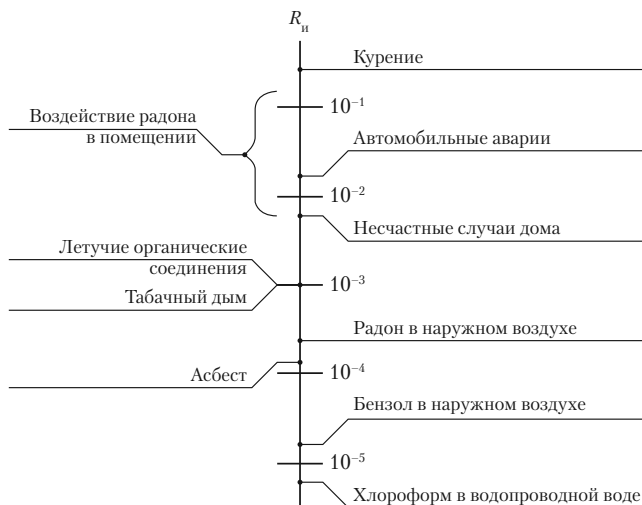 Rи
Курение
10⁻¹
Воздействие радона
в помещении
Автомобильные аварии
10⁻²
Несчастные случаи дома
Летучие органические
соединения
10⁻³
Табачный дым
Радон в наружном воздухе
10⁻⁴
Асбест
Бензол в наружном воздухе
10⁻⁵
Хлороформ в водопроводной воде